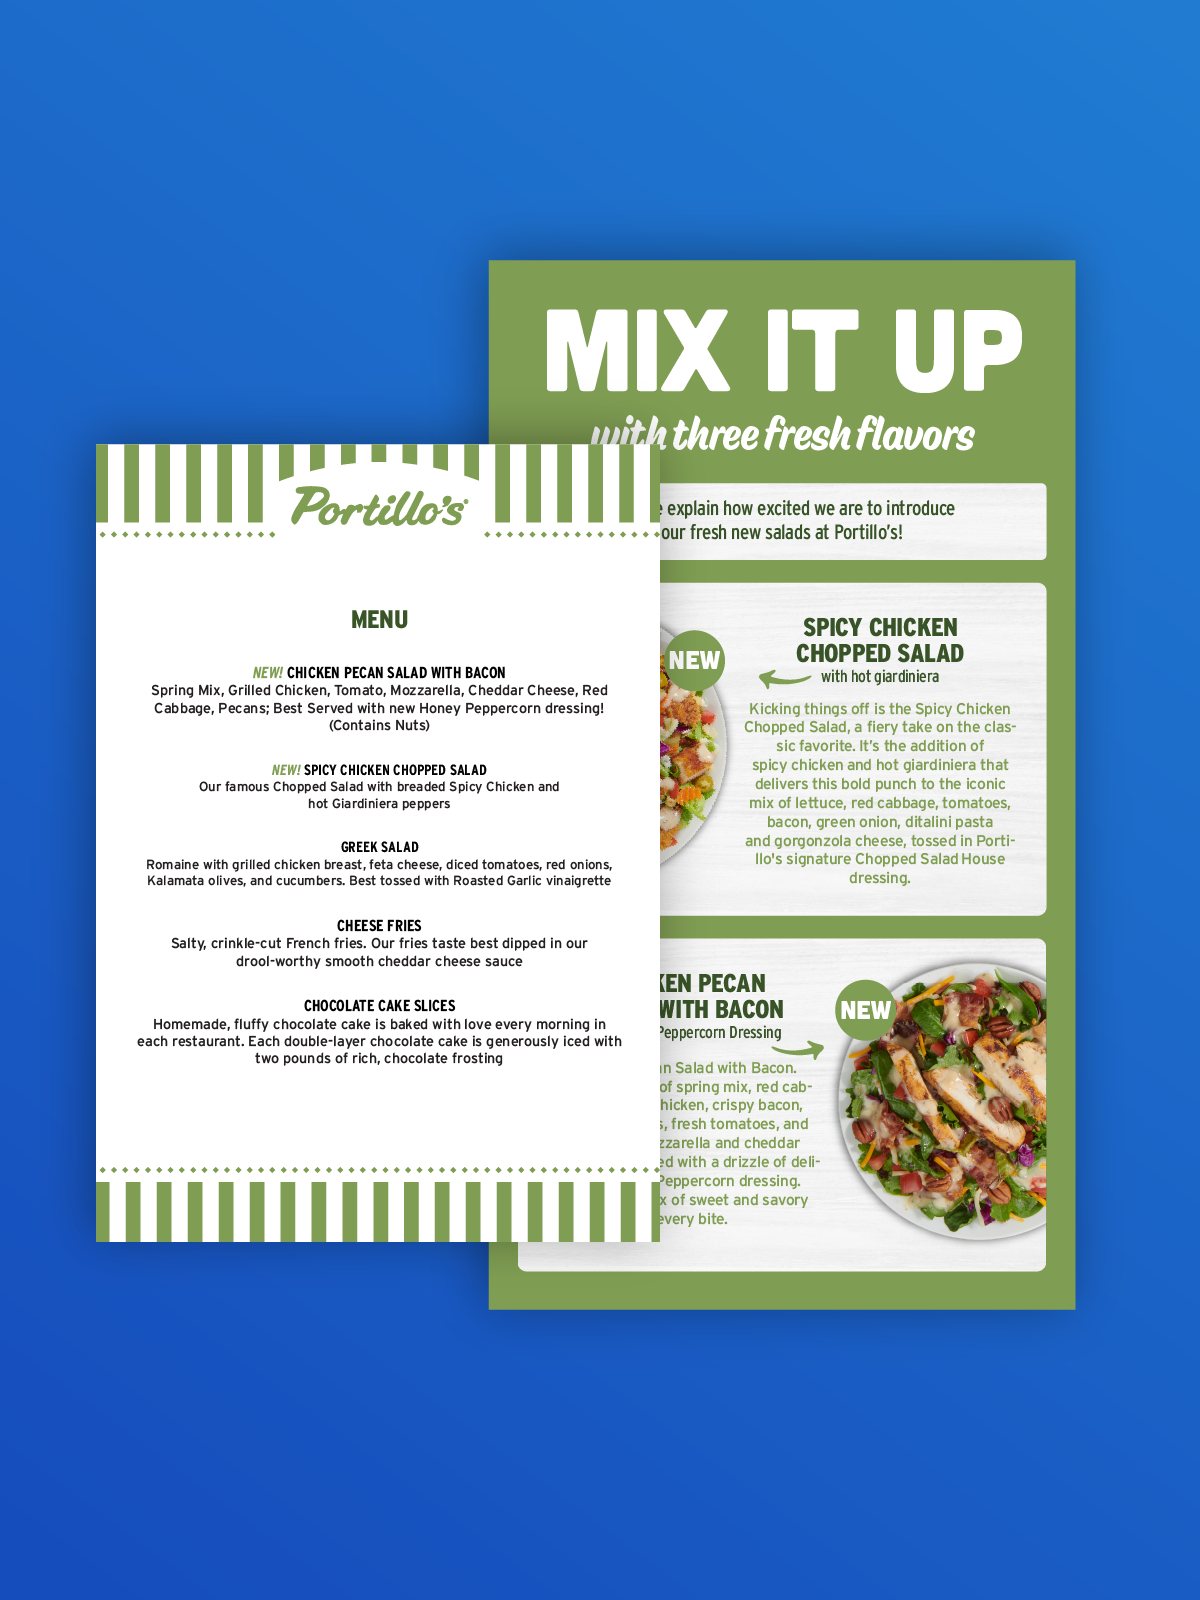 MIX IT UP
with three fresh flavors
explain how excited we are to introduce
our fresh new salads at Portillo's!
NEW
SPICY CHICKEN
CHOPPED SALAD
with hot giardiniera
Kicking things off is the Spicy Chicken
Chopped Salad, a fiery take on the clas-
sic favorite. It's the addition of
spicy chicken and hot giardiniera that
delivers this bold punch to the iconic
mix of lettuce, red cabbage, tomatoes,
bacon, green onion, ditalini pasta
and gorgonzola cheese, tossed in Porti-
llo's signature Chopped Salad House
dressing.
PECAN
WITH BACON
Peppercorn Dressing
NEW
Salad with Bacon.
of spring mix, red cab-
hicken, crispy bacon,
fresh tomatoes, and
zzarella and cheddar
ed with a drizzle of deli-
Peppercorn dressing.
x of sweet and savory
every bite.
Portillo's®
MENU
NEW! CHICKEN PECAN SALAD WITH BACON
Spring Mix, Grilled Chicken, Tomato, Mozzarella, Cheddar Cheese, Red
Cabbage, Pecans; Best Served with new Honey Peppercorn dressing!
(Contains Nuts)
NEW! SPICY CHICKEN CHOPPED SALAD
Our famous Chopped Salad with breaded Spicy Chicken and
hot Giardiniera peppers
GREEK SALAD
Romaine with grilled chicken breast, feta cheese, diced tomatoes, red onions,
Kalamata olives, and cucumbers. Best tossed with Roasted Garlic vinaigrette
CHEESE FRIES
Salty, crinkle-cut French fries. Our fries taste best dipped in our
drool-worthy smooth cheddar cheese sauce
CHOCOLATE CAKE SLICES
Homemade, fluffy chocolate cake is baked with love every morning in
each restaurant. Each double-layer chocolate cake is generously iced with
two pounds of rich, chocolate frosting